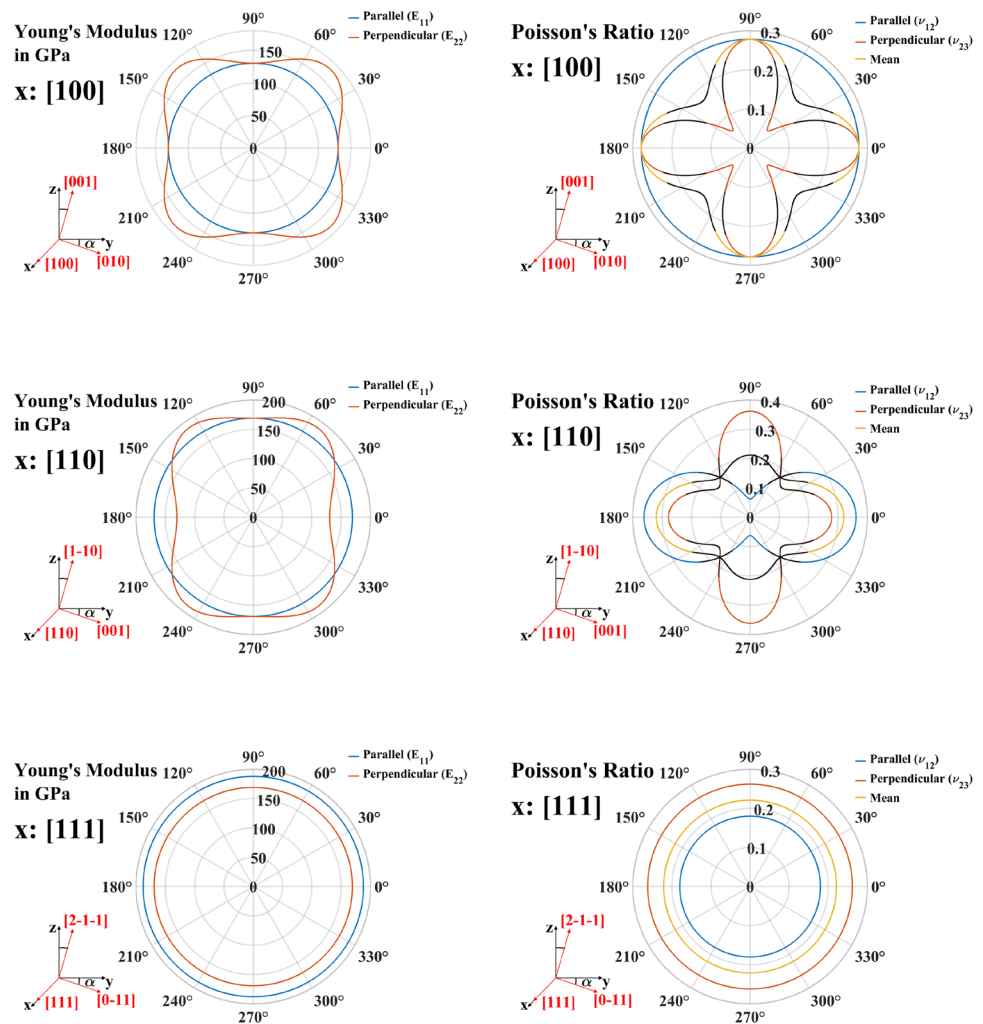 Young's Modulus
in GPa
x: [100]
Parallel (E11)
Perpendicular (E22)
90°
120°
60°
150
150°
30°
100
50
180°
0
0°
210°
330°
240°
300°
270°
z
[001]
α
y
x
[100]
[010]
Poisson's Ratio
x: [100]
Parallel (ν12)
Perpendicular (ν23)
Mean
90°
120°
0.3
60°
150°
0.2
30°
0.1
180°
0
0°
210°
330°
240°
300°
270°
z
[001]
α
y
x
[100]
[010]
Young's Modulus
in GPa
x: [110]
Parallel (E11)
Perpendicular (E22)
90°
120°
200
60°
150
150°
30°
100
50
180°
0
0°
210°
330°
240°
300°
270°
z
[1-10]
α
y
x
[110]
[001]
Poisson's Ratio
x: [110]
Parallel (ν12)
Perpendicular (ν23)
Mean
90°
120°
0.4
60°
0.3
150°
30°
0.2
0.1
180°
0
0°
210°
330°
240°
300°
270°
z
[1-10]
α
y
x
[110]
[001]
Young's Modulus
in GPa
x: [111]
Parallel (E11)
Perpendicular (E22)
90°
120°
200
60°
150
150°
30°
100
50
180°
0
0°
210°
330°
240°
300°
270°
z
[2-1-1]
α
y
x
[111]
[0-11]
Poisson's Ratio
x: [111]
Parallel (ν12)
Perpendicular (ν23)
Mean
90°
120°
0.3
60°
150°
0.2
30°
0.1
180°
0
0°
210°
330°
240°
300°
270°
z
[2-1-1]
α
y
x
[111]
[0-11]